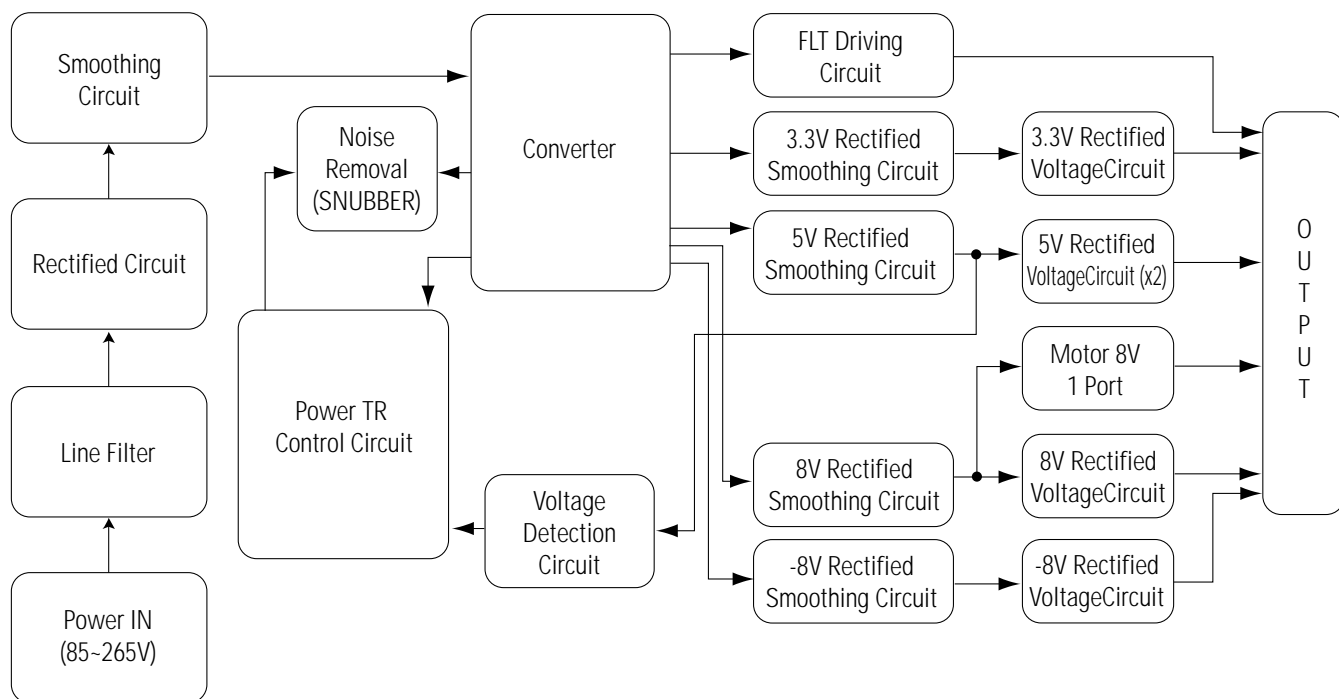 Smoothing
Circuit
Rectified Circuit
Line Filter
Power IN
(85~265V)
Noise
Removal
(SNUBBER)
Power TR
Control Circuit
Converter
Voltage
Detection
Circuit
FLT Driving
Circuit
3.3V Rectified
Smoothing Circuit
5V Rectified
Smoothing Circuit
8V Rectified
Smoothing Circuit
-8V Rectified
Smoothing Circuit
3.3V Rectified
VoltageCircuit
5V Rectified
VoltageCircuit (x2)
Motor 8V
1 Port
8V Rectified
VoltageCircuit
-8V Rectified
VoltageCircuit
O
U
T
P
U
T